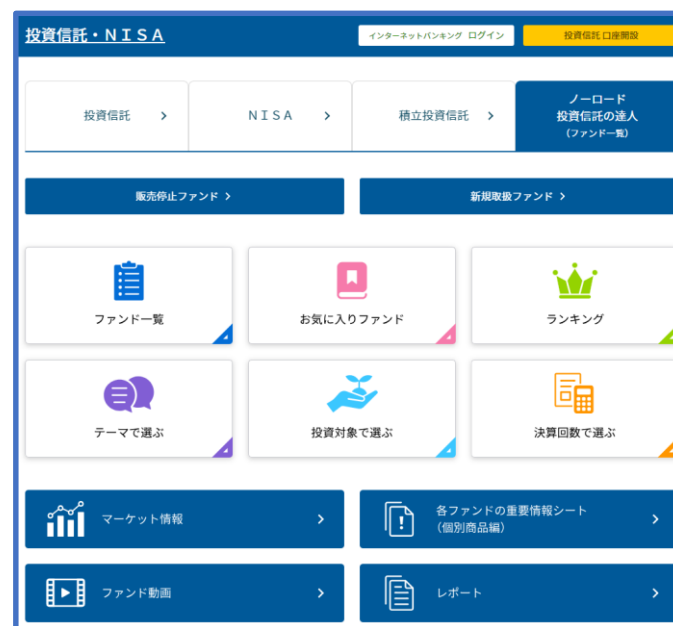 投資信託・ＮＩＳＡ
インターネットバンキング ログイン
投資信託 口座開設
投資信託
ＮＩＳＡ
積立投資信託
ノーロード
投資信託の達人
（ファンド一覧）
販売停止ファンド
新規取扱ファンド
ファンド一覧
お気に入りファンド
ランキング
テーマで選ぶ
投資対象で選ぶ
決算回数で選ぶ
マーケット情報
各ファンドの重要情報シート
（個別商品編）
ファンド動画
レポート